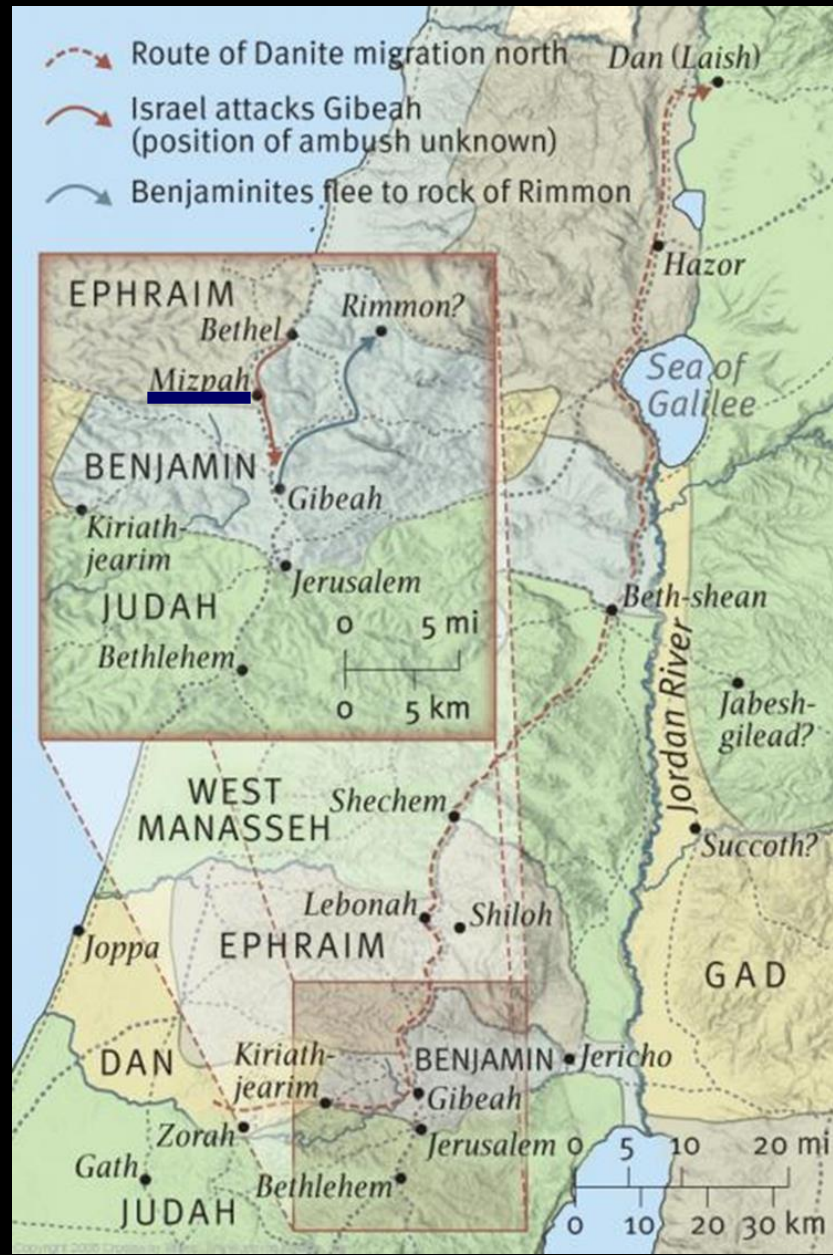 Route of Danite migration north
Dan (Laish)
Israel attacks Gibeah
(position of ambush unknown)
Benjaminites flee to rock of Rimmon
Hazor
EPHRAIM
Rimmon?
Bethel
Mizpah
Sea of
Galilee
BENJAMIN
Gibeah
Kiriath-
jearim
Jerusalem
JUDAH
0 5 mi
Bethlehem
0 5 km
Beth-shean
Jordan River
Jabesh-
gilead?
WEST
MANASSEH
Shechem
Succoth?
Lebonah
Shiloh
Joppa
EPHRAIM
GAD
DAN
Kiriath-
jearim
BENJAMIN
Jericho
Gibeah
Zorah
Jerusalem
0 5 10 20 mi
Gath
Bethlehem
JUDAH
0 10 20 30 km